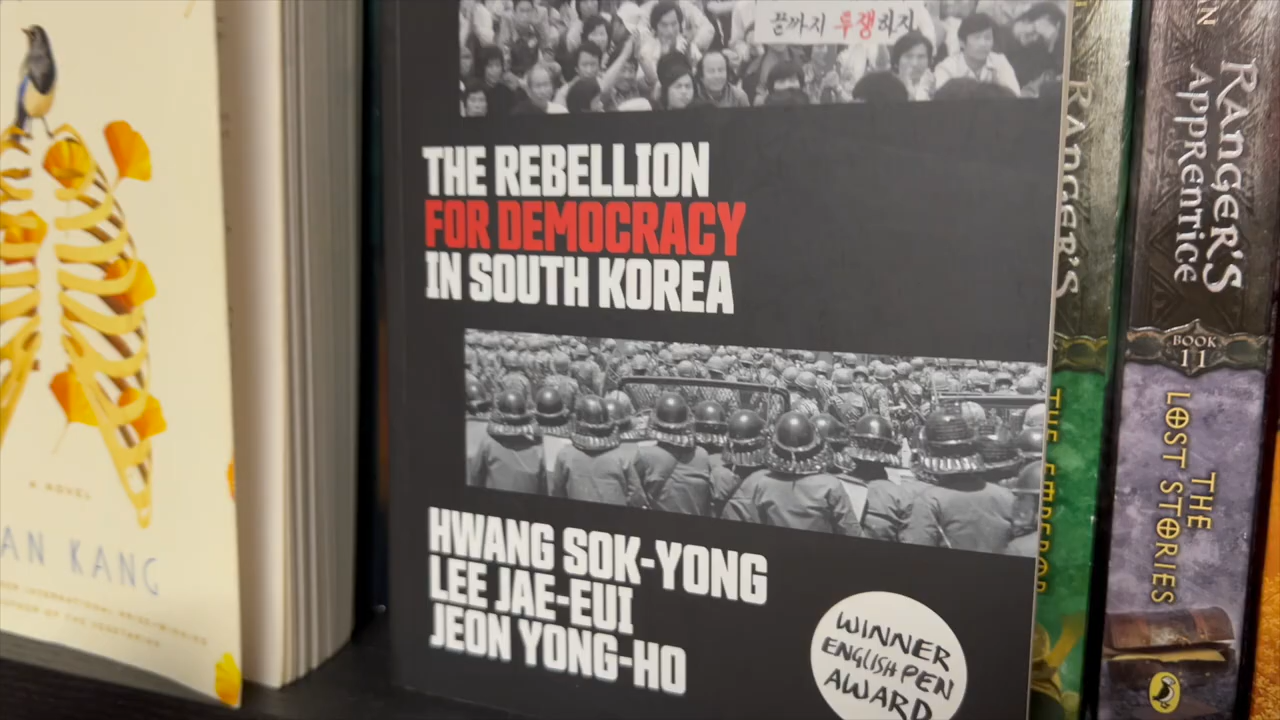 끝까지 투쟁하자
THE REBELLION
FOR DEMOCRACY
IN SOUTH KOREA
HWANG SOK-YONG
LEE JAE-EUI
JEON YONG-HO
WINNER
ENGLISH PEN
AWARD
A NOVEL
AN KANG
INTERNATIONAL
RANGER'S
THE EMPEROR
RANGER'S
APPRENTICE
BOOK
11
THE
LOST STORIES